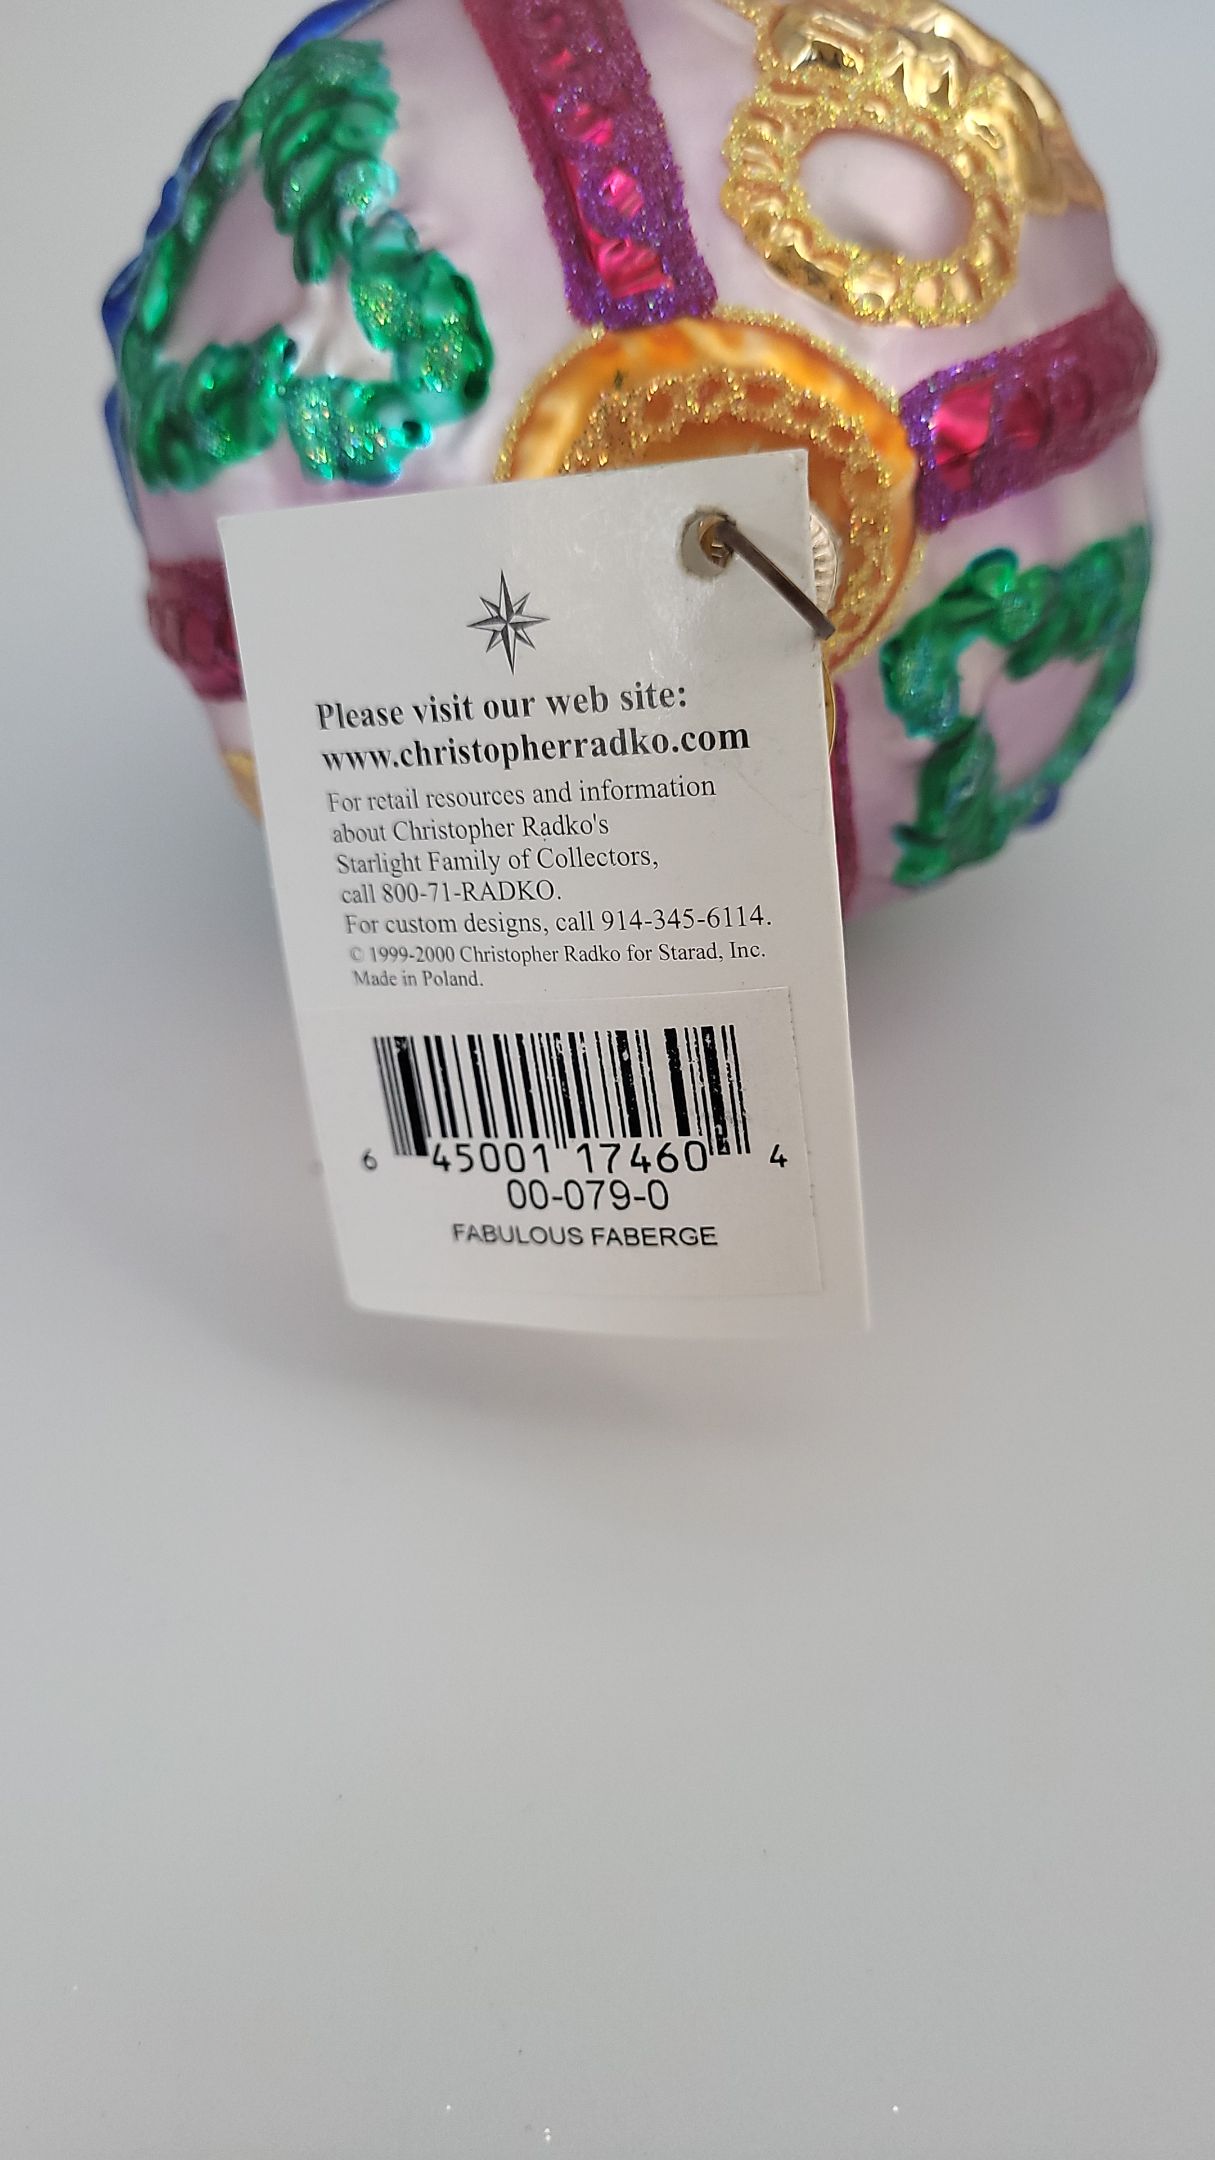 Please visit our web site:
www.christopherradko.com
For retail resources and information
about Christopher Radko's
Starlight Family of Collectors,
call 800-71-RADKO.
For custom designs, call 914-345-6114.
© 1999-2000 Christopher Radko for Starad, Inc.
Made in Poland.
6 45001 17460 4
00-079-0
FABULOUS FABERGE